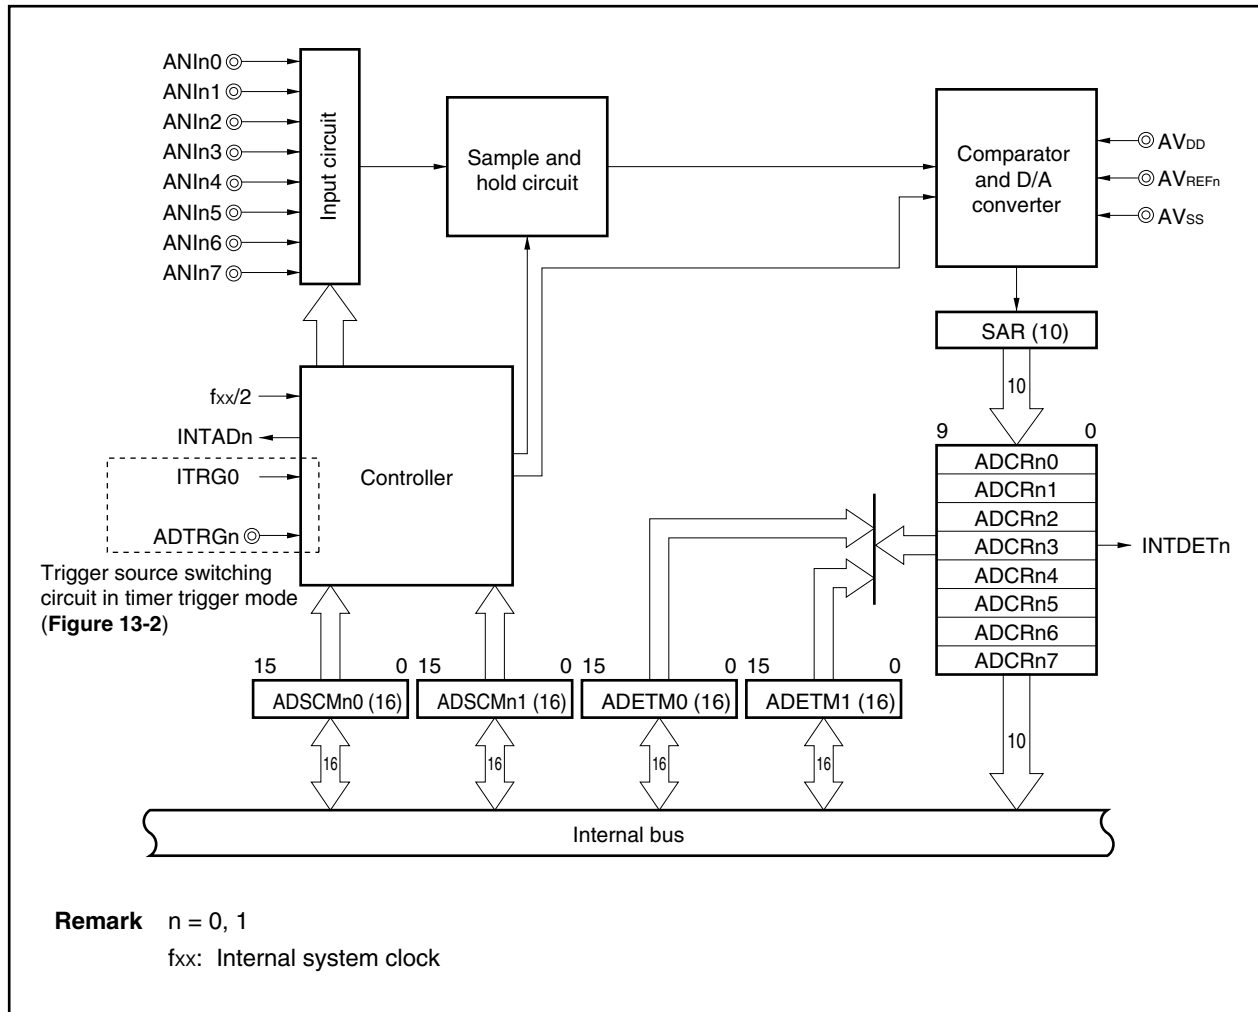 ANIn0
ANIn1
ANIn2
ANIn3
ANIn4
ANIn5
ANIn6
ANIn7
Input circuit
Sample and
hold circuit
Comparator
and D/A
converter
AVDD
AVREFn
AVSS
SAR (10)
10
9 0
ADCRn0
ADCRn1
ADCRn2
ADCRn3
ADCRn4
ADCRn5
ADCRn6
ADCRn7
INTDETn
fxx/2
INTADn
ITRG0
ADTRGn
Controller
Trigger source switching
circuit in timer trigger mode
(Figure 13-2)
15 0
ADSCMn0 (16)
15 0
ADSCMn1 (16)
15 0
ADETM0 (16)
15 0
ADETM1 (16)
16
16
16
16
10
Internal bus
Remark n = 0, 1
fxx: Internal system clock